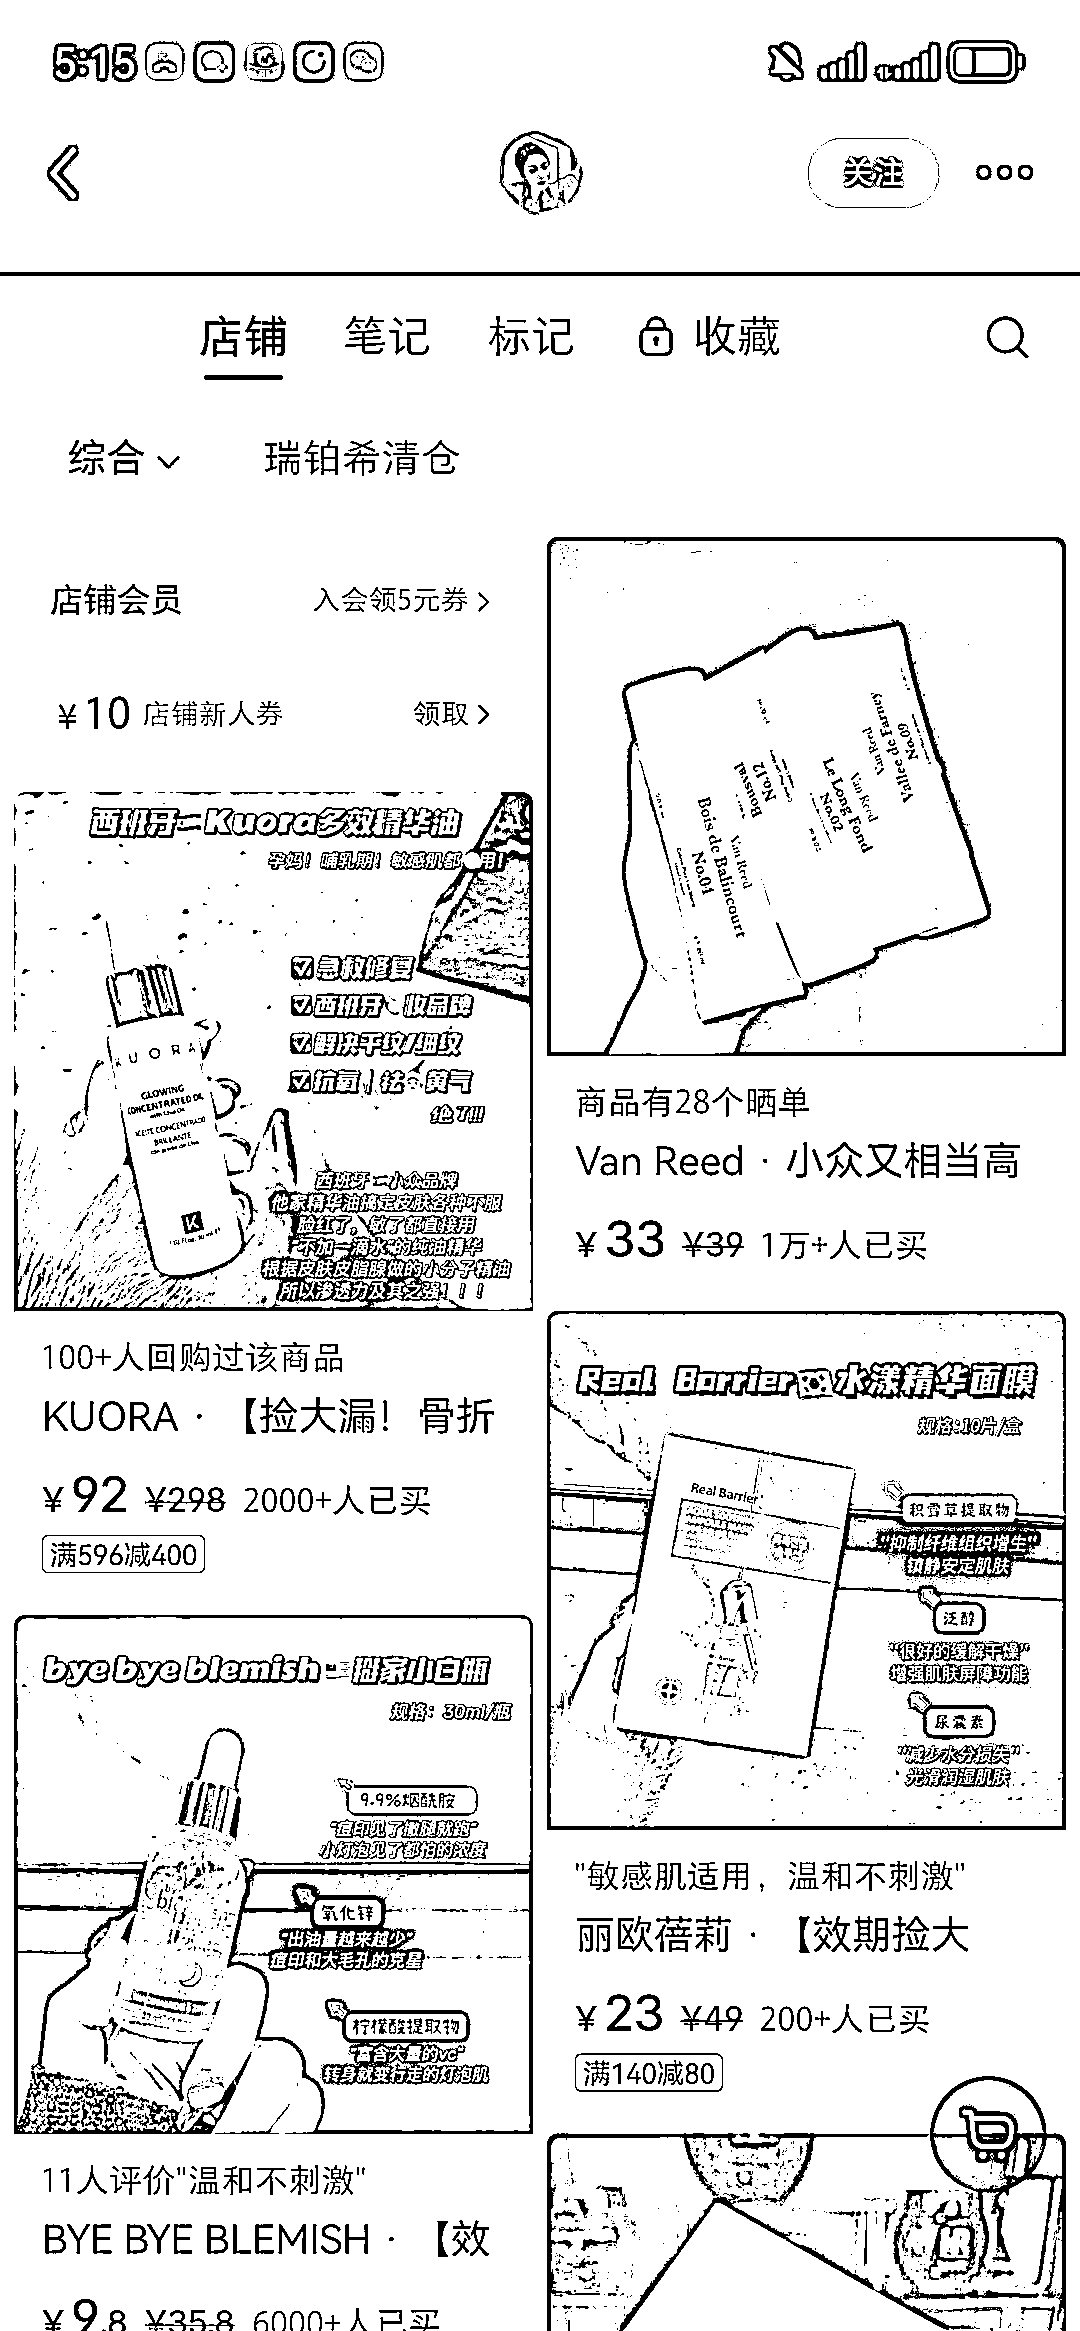 5:15
关注
店铺 笔记 标记 收藏
综合 瑞铂希清仓
店铺会员 入会领5元券
¥10 店铺新人券 领取
西班牙 Kuora多效精华油
孕妈！哺乳期！敏感肌都 用！
急救修复
西班牙 妆品牌
解决干纹/细纹
抗氧 祛 黄气
绝了!!!
KUORA
GLOWING
CONCENTRATED OIL
with Olive Oil
ACEITE CONCENTRADO
BRILLANTE
K
西班牙 小众品牌
他家精华油搞定皮肤各种不服
脸红了、敏了都直接用
"不加一滴水"的纯油精华
根据皮肤皮脂膜做的小分子精油
所以渗透力及其之强！！！
100+人回购过该商品
KUORA · 【捡大漏！骨折
¥92 ¥298 2000+人已买
满596减400
bye bye blemish 搬家小白瓶
规格：30ml/瓶
9.9%烟酰胺
"痘印见了撒腿就跑"
小灯泡见了都怕的浓度
氧化锌
"出油量越来越少"
痘印和大毛孔的克星
柠檬酸提取物
"富含大量的vc"
转身就变行走的灯泡肌
11人评价"温和不刺激"
BYE BYE BLEMISH · 【效
¥9.8 ¥35.8 6000+人已买
Van Reed
Vallee de Farney
No.09
Van Reed
Le Long Fond
No.02
Bousval
No.12
Van Reed
Bois de Balincourt
No.01
商品有28个晒单
Van Reed · 小众又相当高
¥33 ¥39 1万+人已买
Real Barrier 水漾精华面膜
规格:10片/盒
Real Barrier
积雪草提取物
"抑制纤维组织增生"
镇静安定肌肤
泛醇
"很好的缓解干燥"
增强肌肤屏障功能
尿囊素
"减少水分损失"
光滑润湿肌肤
"敏感肌适用，温和不刺激"
丽欧蓓莉 · 【效期捡大
¥23 ¥49 200+人已买
满140减80